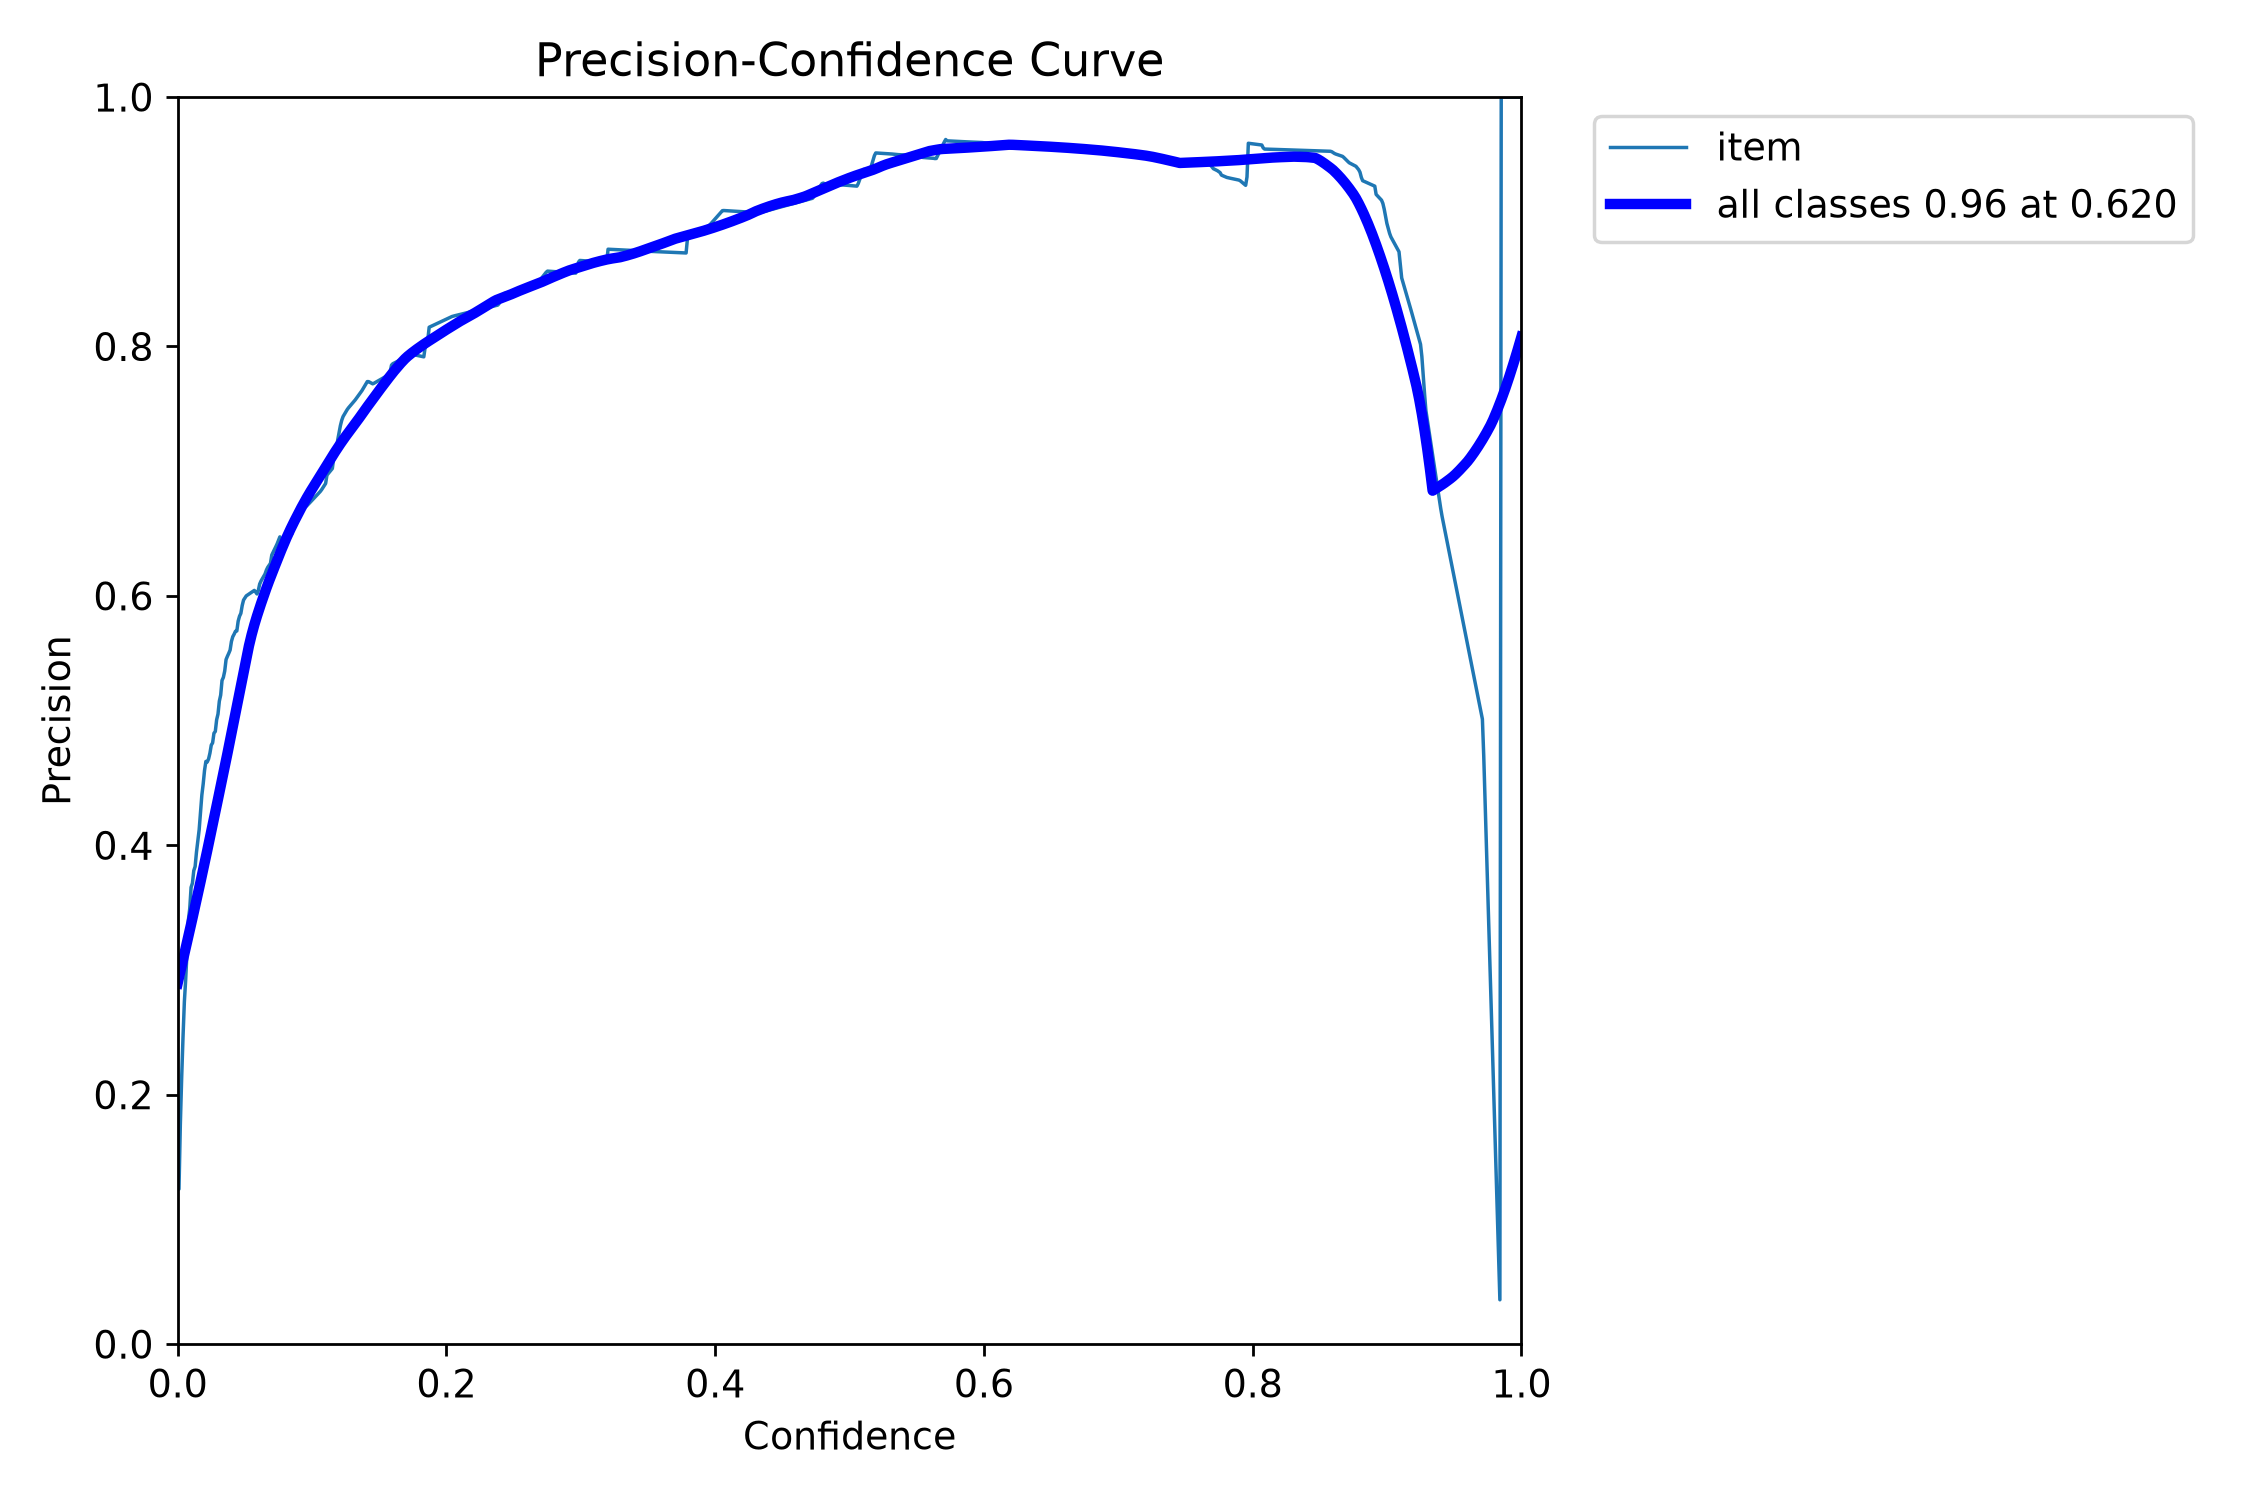 Precision-Confidence Curve
1.0
0.8
0.6
0.4
0.2
0.0
Precision
0.0 0.2 0.4 0.6 0.8 1.0
Confidence
item
all classes 0.96 at 0.620